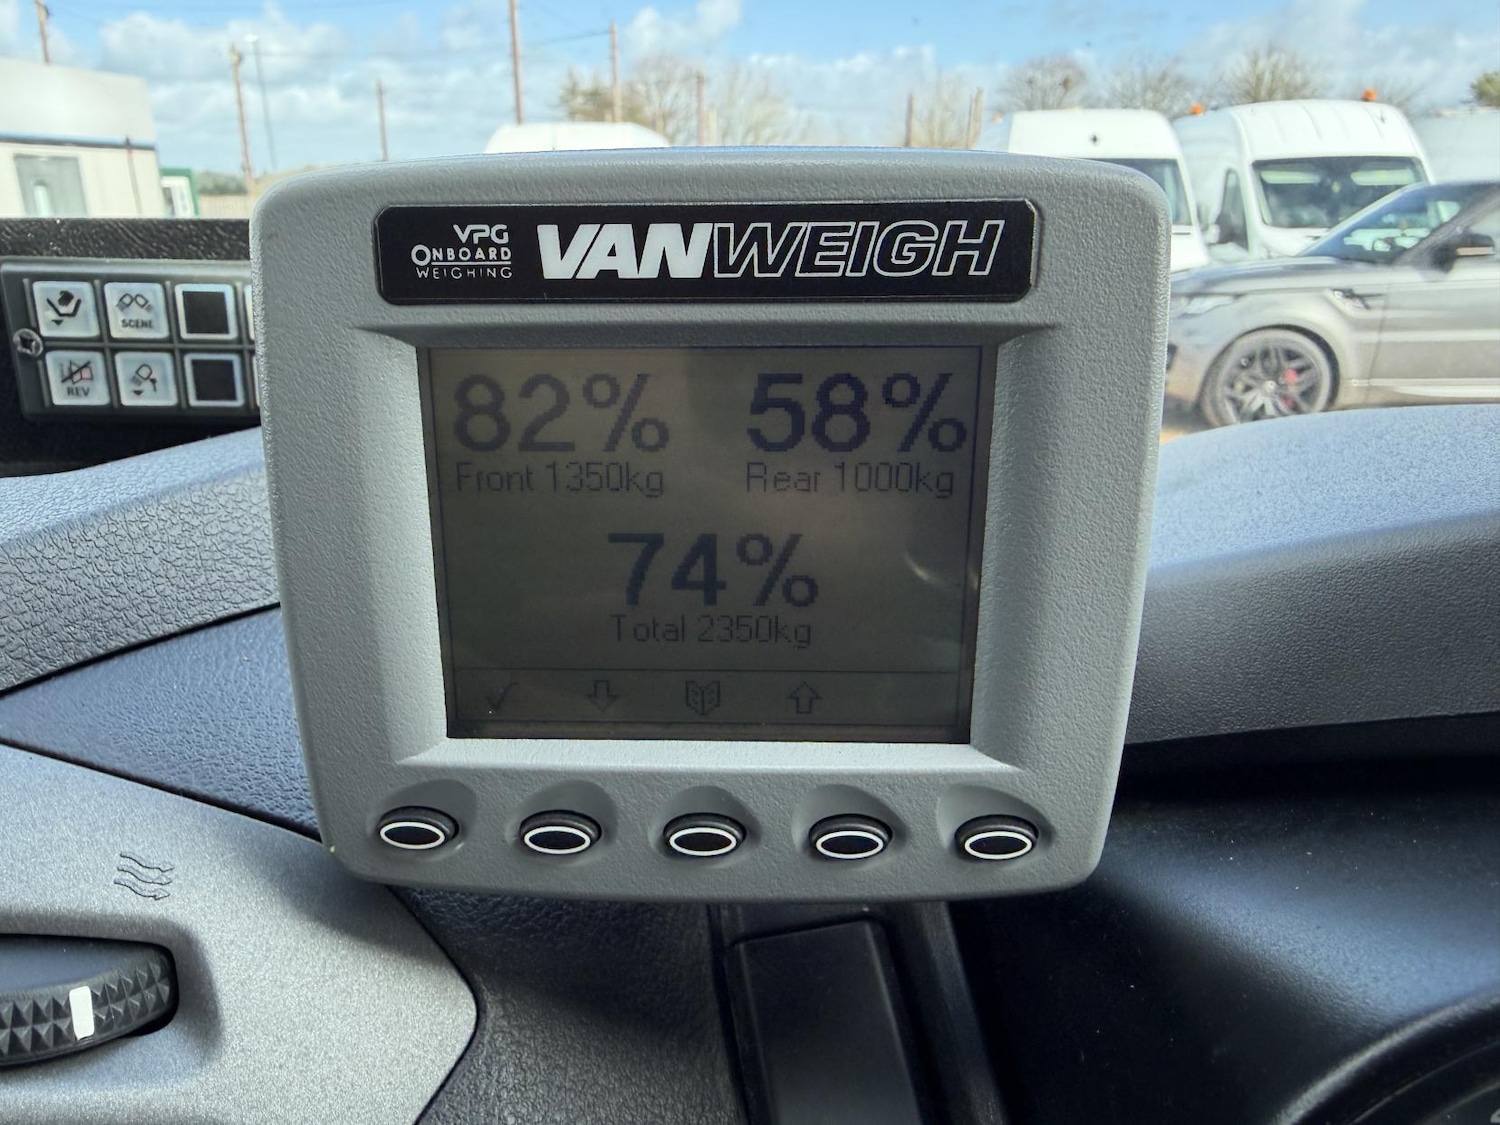 VPG
ONBOARD
WEIGHING
VANWEIGH
SCENE
REV
82% 58%
Front 1350kg Rear 1000kg
74%
Total 2350kg